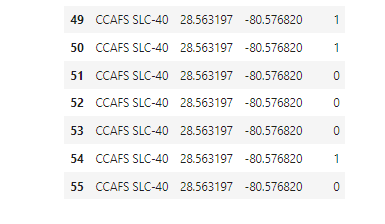 49 CCAFS SLC-40 28.563197 -80.576820 1
50 CCAFS SLC-40 28.563197 -80.576820 1
51 CCAFS SLC-40 28.563197 -80.576820 0
52 CCAFS SLC-40 28.563197 -80.576820 0
53 CCAFS SLC-40 28.563197 -80.576820 0
54 CCAFS SLC-40 28.563197 -80.576820 1
55 CCAFS SLC-40 28.563197 -80.576820 0